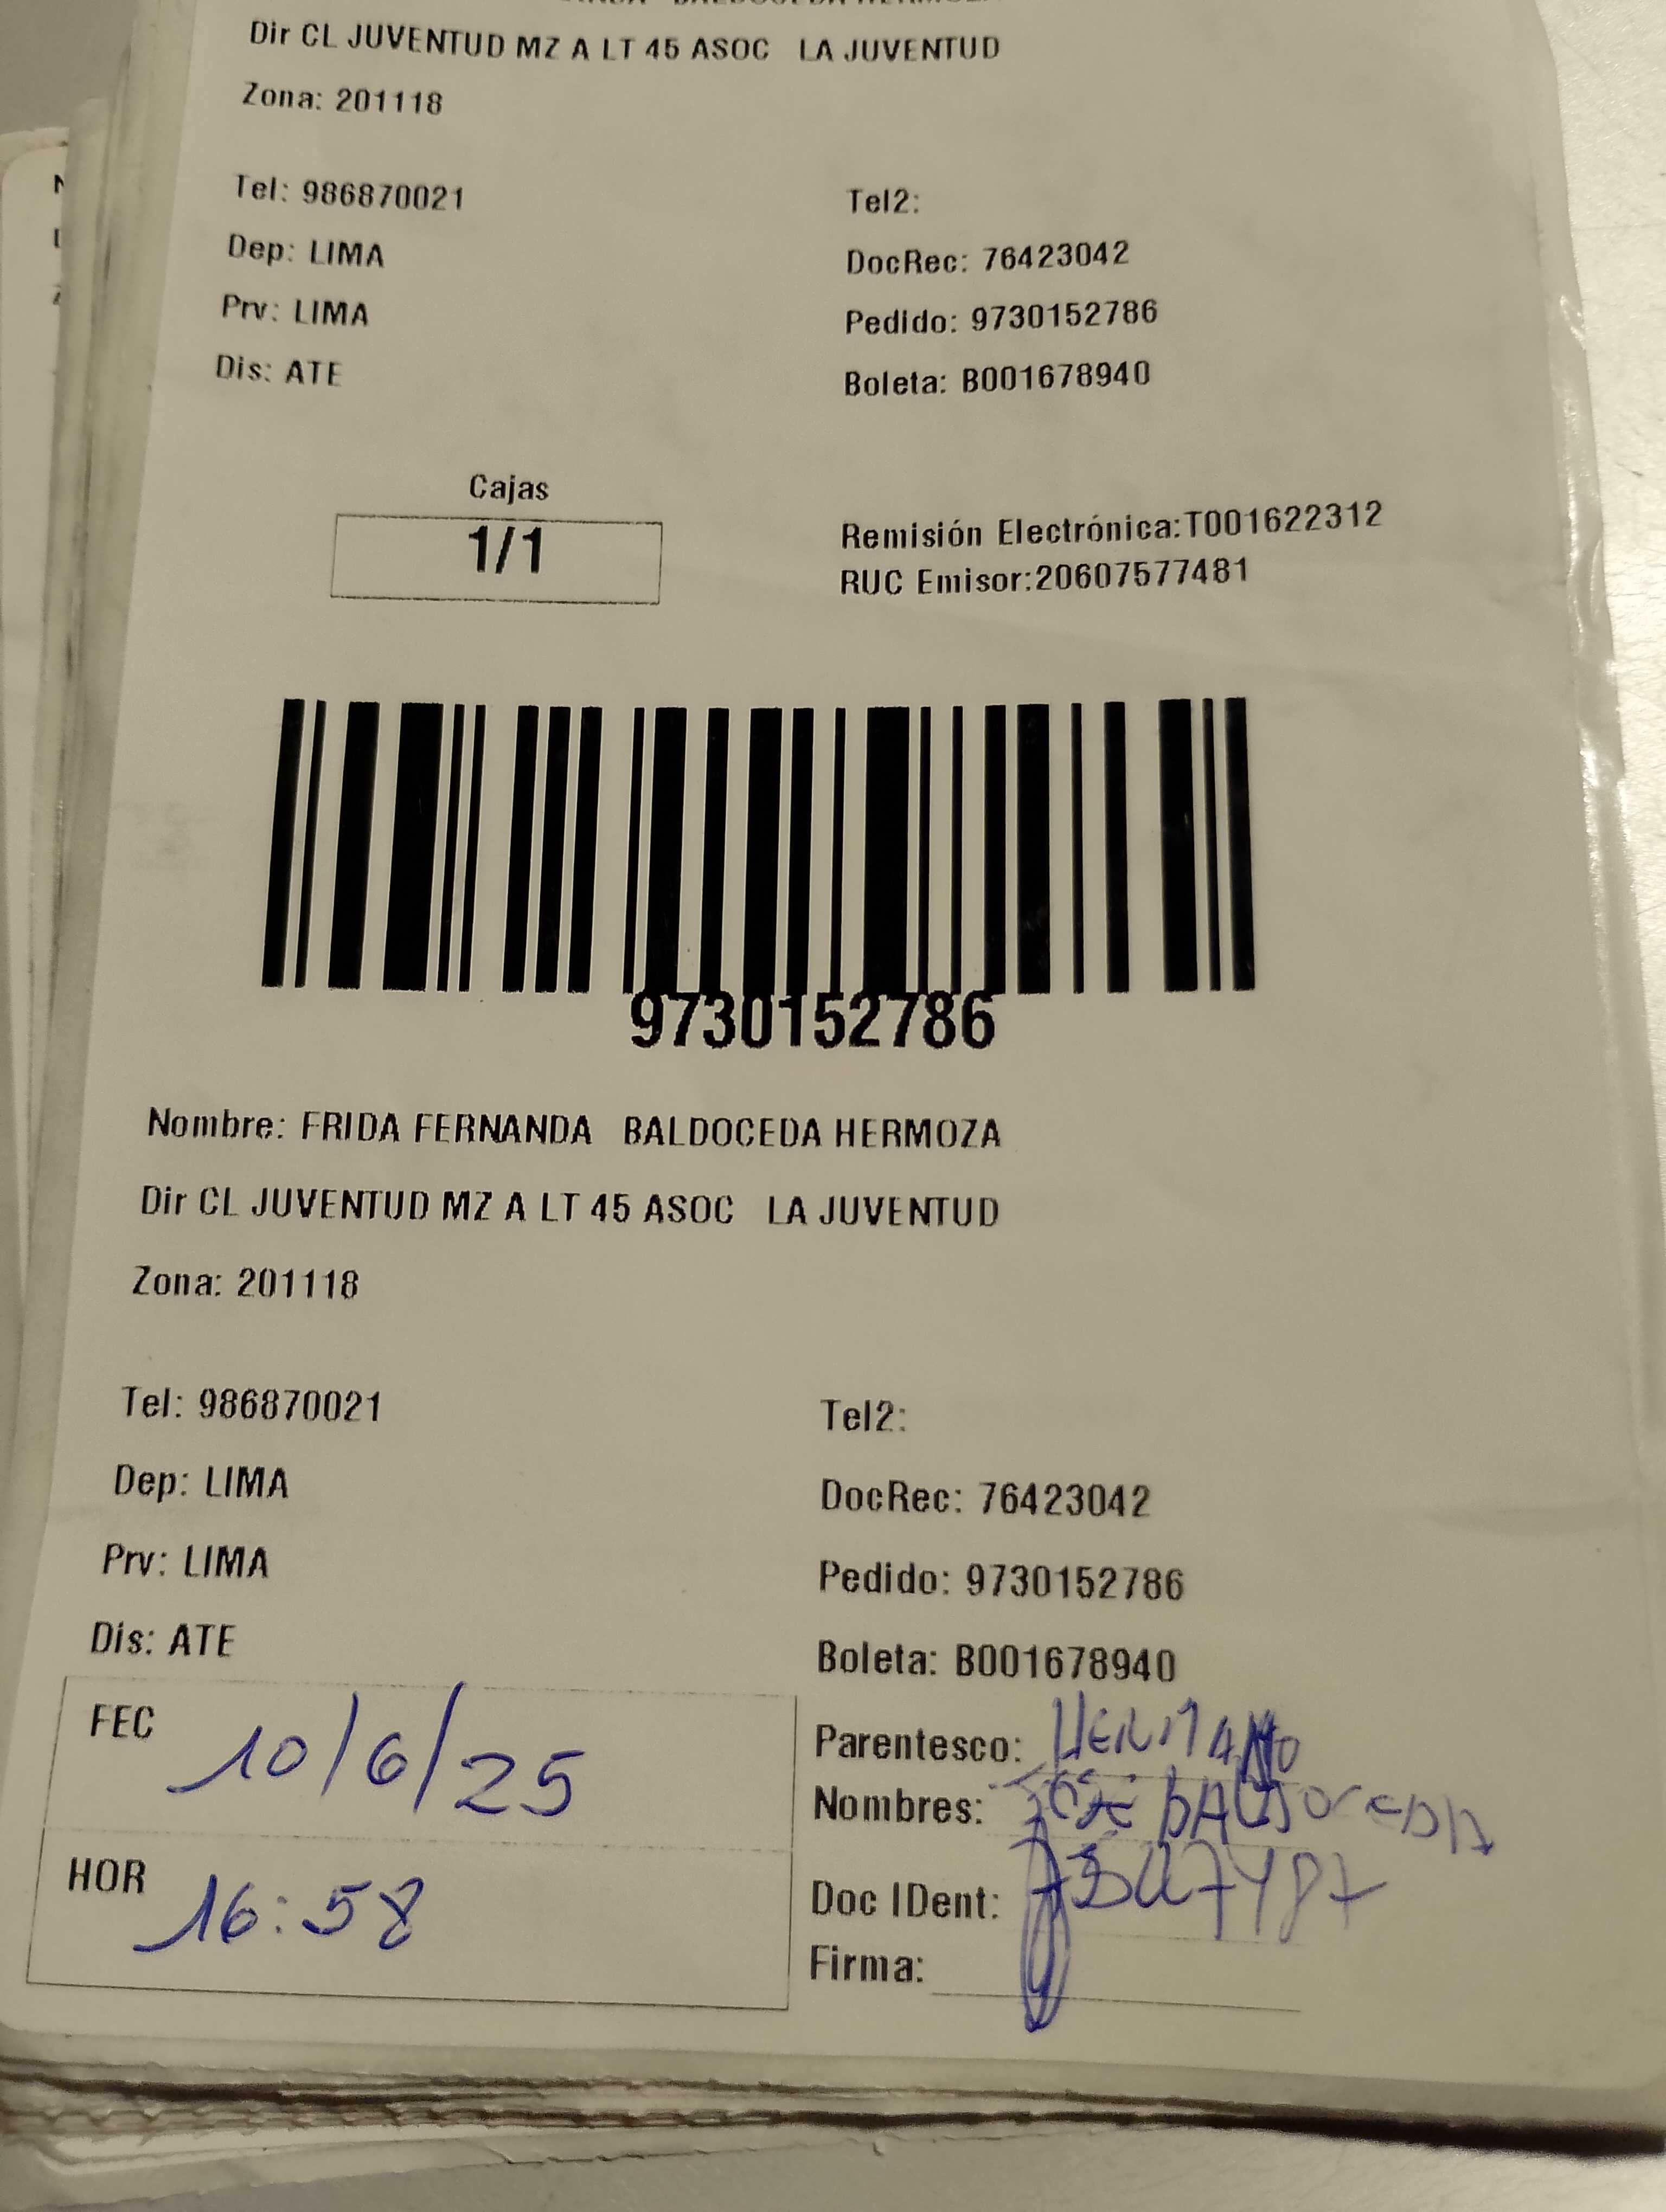 Dir CL JUVENTUD MZ A LT 45 ASOC LA JUVENTUD
Zona: 201118
Tel: 986870021
Tel2:
Dep: LIMA
DocRec: 76423042
Prv: LIMA
Pedido: 9730152786
Dis: ATE
Boleta: B001678940
Cajas
1/1
Remisión Electrónica:T001622312
RUC Emisor:20607577481
9730152786
Nombre: FRIDA FERNANDA BALDOCEDA HERMOZA
Dir CL JUVENTUD MZ A LT 45 ASOC LA JUVENTUD
Zona: 201118
Tel: 986870021
Tel2:
Dep: LIMA
DocRec: 76423042
Prv: LIMA
Pedido: 9730152786
Dis: ATE
Boleta: B001678940
FEC 10/6/25
Parentesco: HERMANO
Nombres: JOSE BALDOCEDA
HOR 16:58
Doc IDent:
Firma: